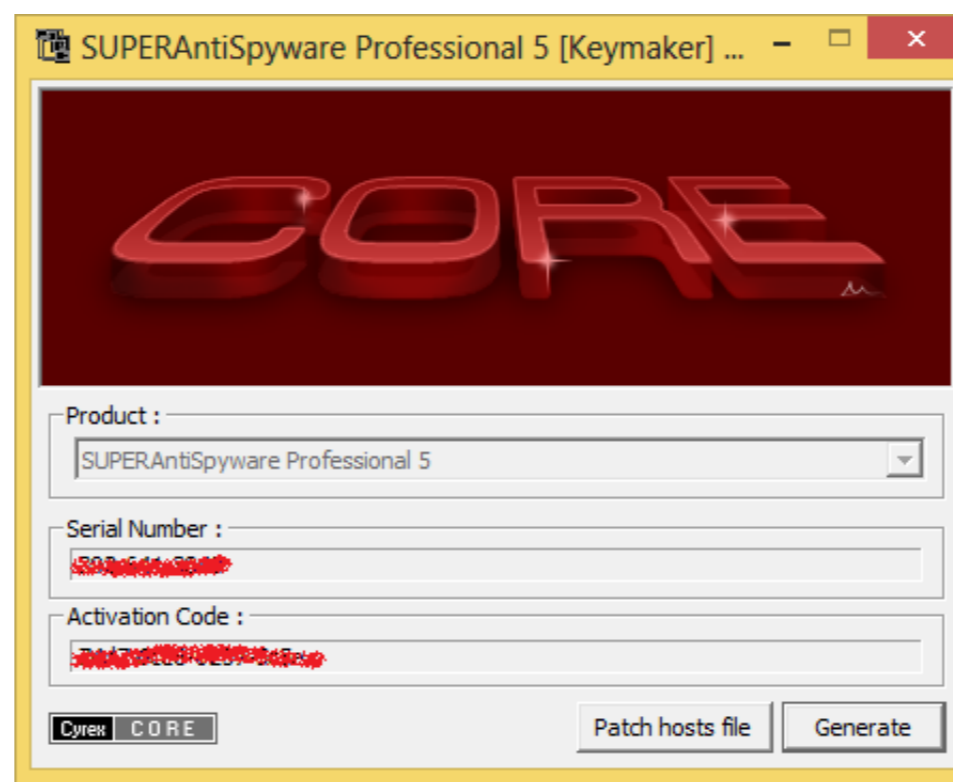 SUPERAntiSpyware Professional 5 [Keymaker] ...
CORE
Product :
SUPERAntiSpyware Professional 5
Serial Number :
Activation Code :
Cyrex CORE
Patch hosts file
Generate